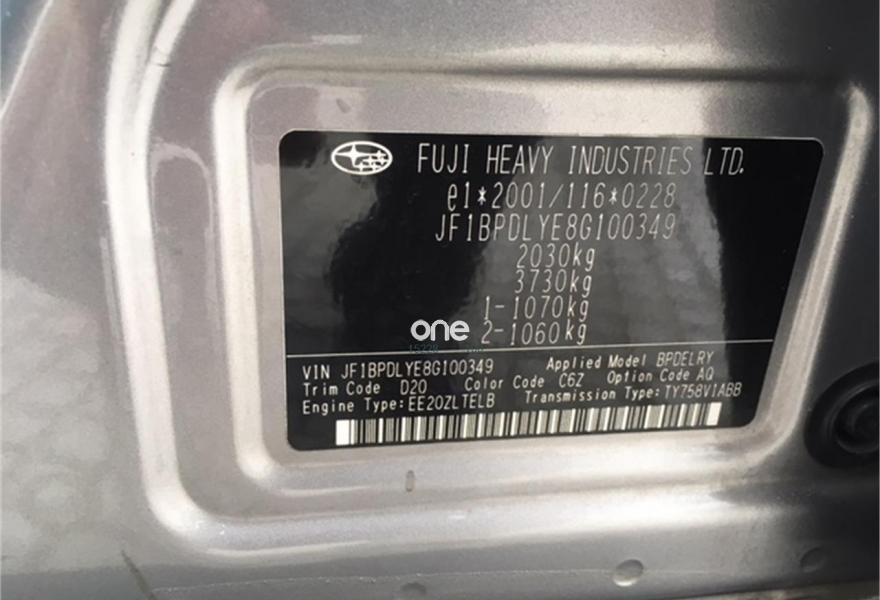 FUJI HEAVY INDUSTRIES LTD.
e1*2001/116*0228
JF1BPDLYE8G100349
2030kg
3730kg
1-1070kg
one
2-1060kg
VIN JF1BPDLYE8G100349 Applied Model BPDELRY
Trim Code D20 Color Code C6Z Option Code AQ
Engine Type:EE20ZLTELB Transmission Type:TY758V1ABB